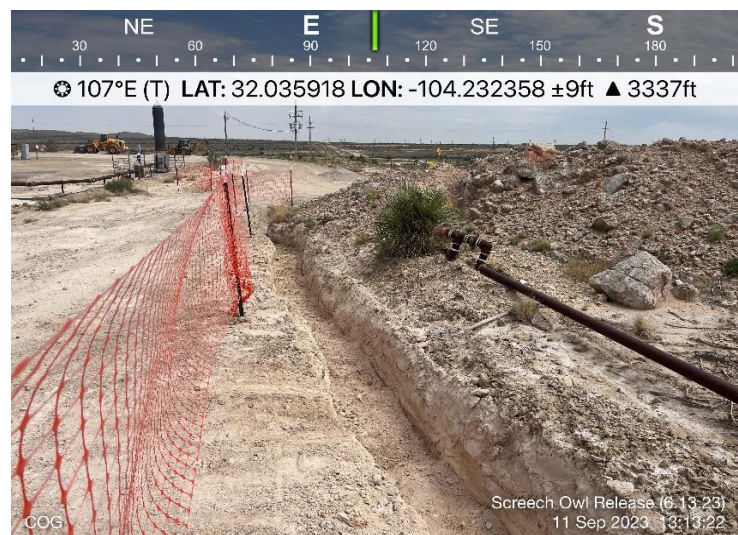 NE E SE S
30 60 90 120 150 180
107°E (T) LAT: 32.035918 LON: -104.232358 ±9ft ▲ 3337ft
Screech Owl Release (6.13.23)
COG 11 Sep 2023, 13:13:22